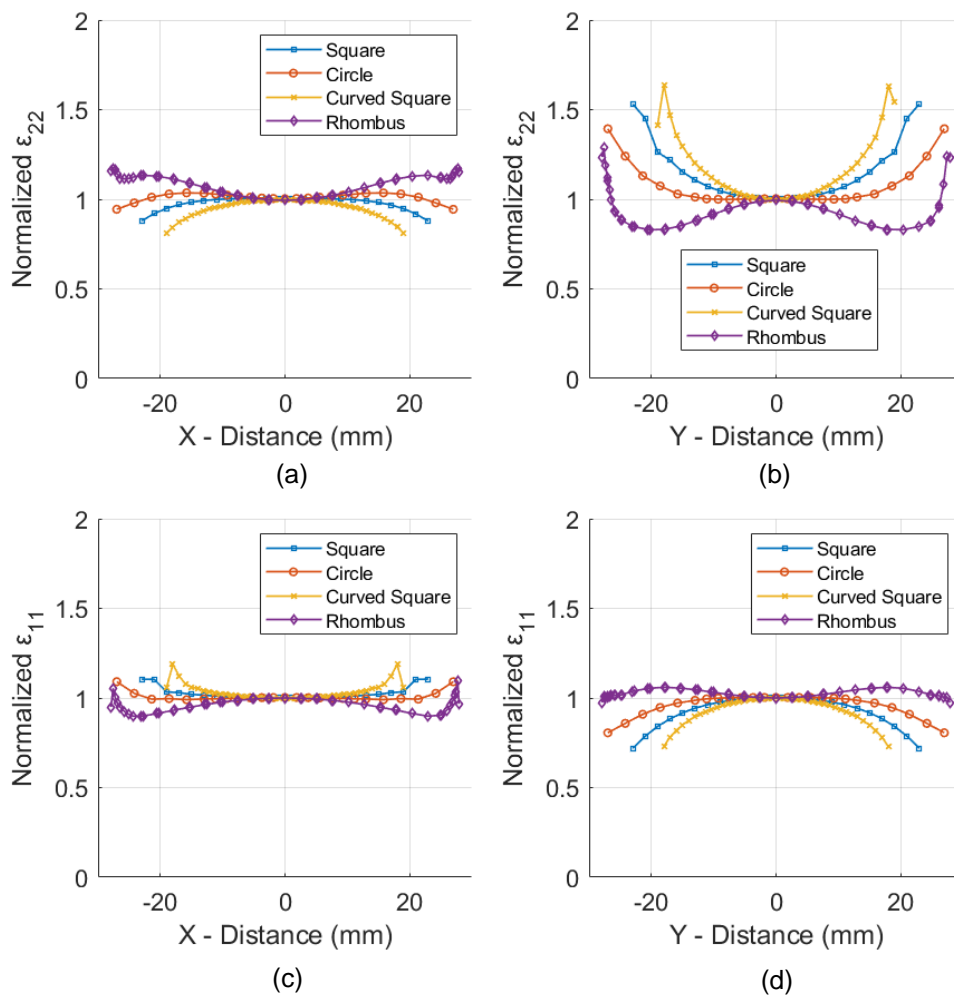 2
1.5
1
0.5
0
Normalized ε22
Square
Circle
Curved Square
Rhombus
-20 0 20
X - Distance (mm)
(a)
2
1.5
1
0.5
0
Normalized ε22
Square
Circle
Curved Square
Rhombus
-20 0 20
Y - Distance (mm)
(b)
2
1.5
1
0.5
0
Normalized ε11
Square
Circle
Curved Square
Rhombus
-20 0 20
X - Distance (mm)
(c)
2
1.5
1
0.5
0
Normalized ε11
Square
Circle
Curved Square
Rhombus
-20 0 20
Y - Distance (mm)
(d)